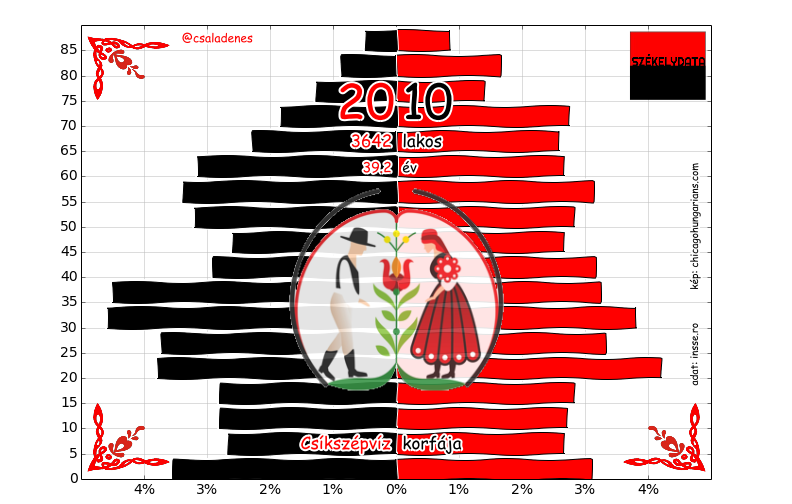 @csaladenes
SZÉKELYDATA
2010
3642 lakos
39.2 év
85
80
75
70
65
60
55
50
45
40
35
30
25
20
15
10
5
0
kép: chicagohungarians.com
adat: insse.ro
Csíkszépvíz korfája
4% 3% 2% 1% 0% 1% 2% 3% 4%